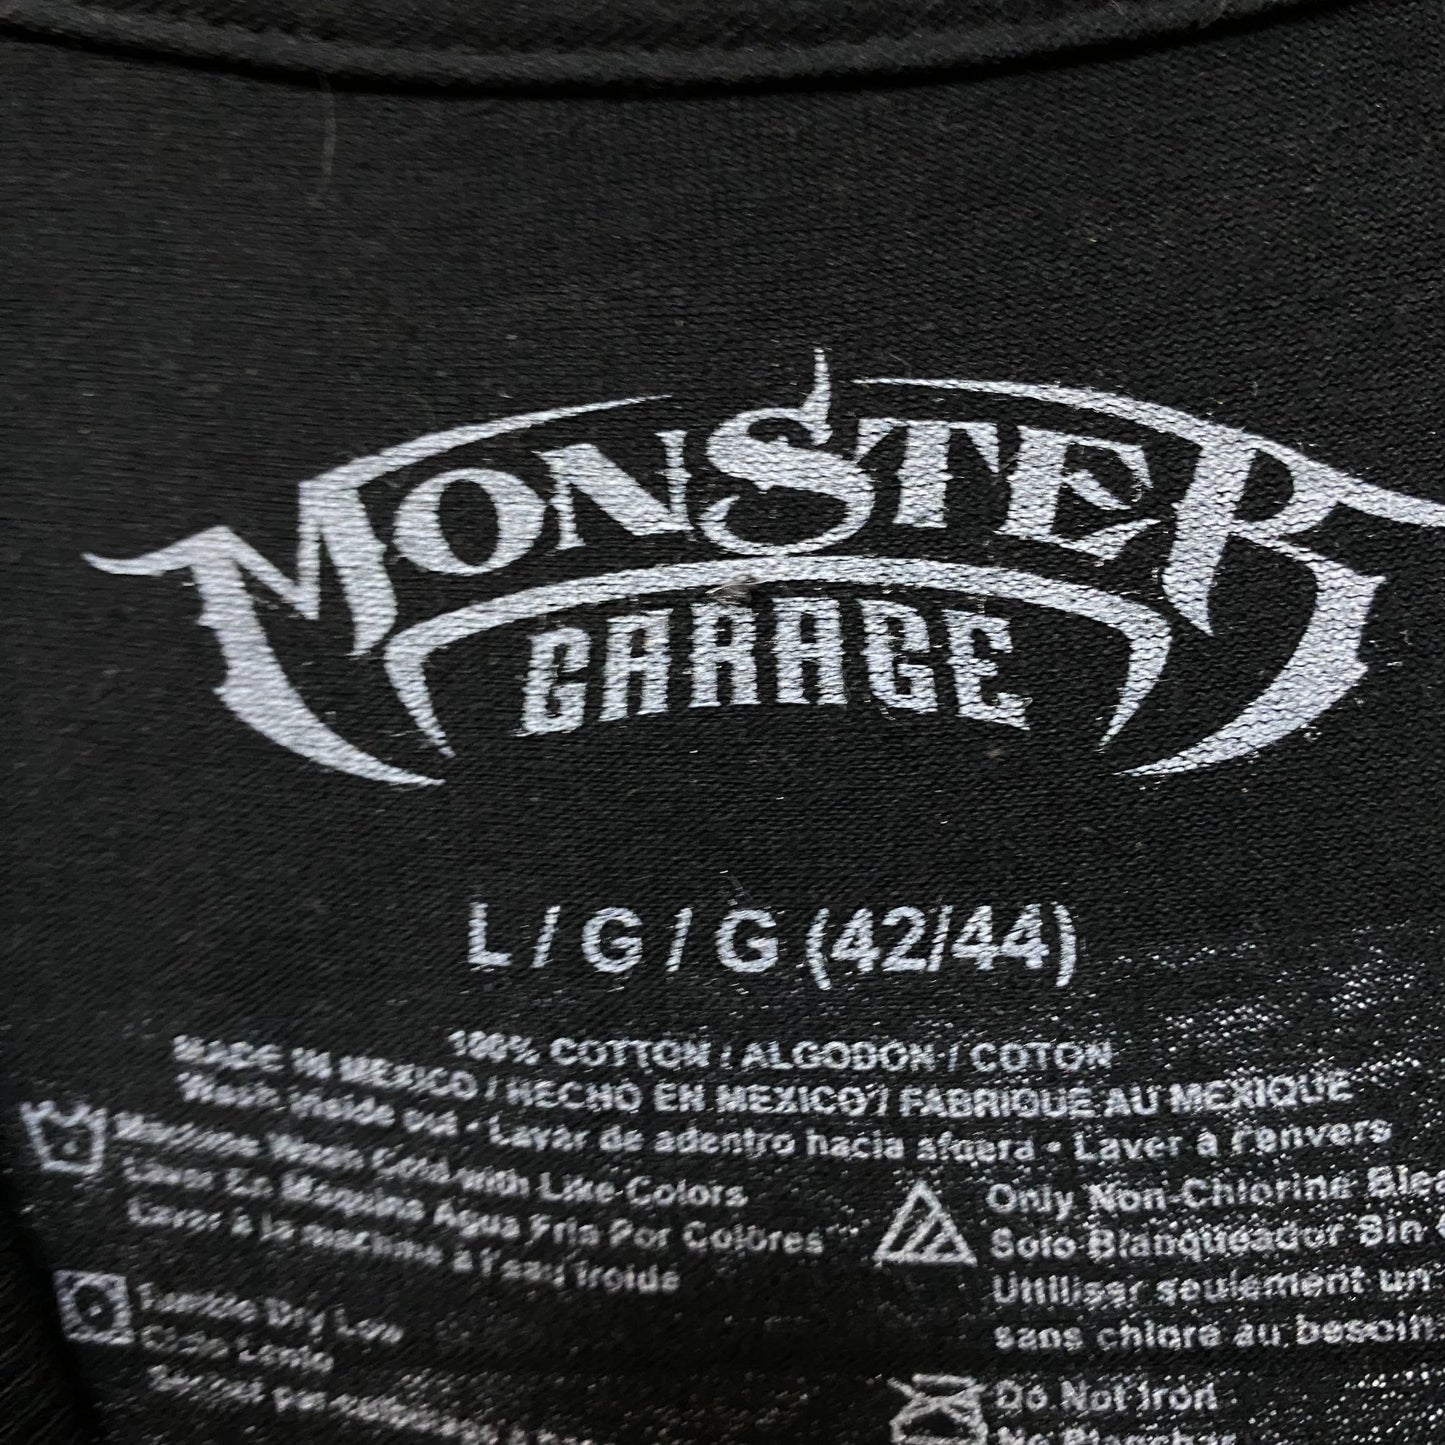 MONSTER
GARAGE
L / G / G (42/44)
100% COTTON / ALGODON / COTON
MADE IN MEXICO / HECHO EN MEXICO / FABRIQUE AU MEXIQUE
Wash Inside Out • Lavar de adentro hacia afuera • Laver à l'envers
Machine Wash Cold with Like Colors
Lavar En Maquina Agua Fria Por Colores
Laver à la machine à l'eau froide
Tumble Dry Low
Ciclo Lento
Only Non-Chlorine Blea
Solo Blanqueador Sin
Utiliser seulement un
sans chlore au besoin
Do Not Iron
No Planchar